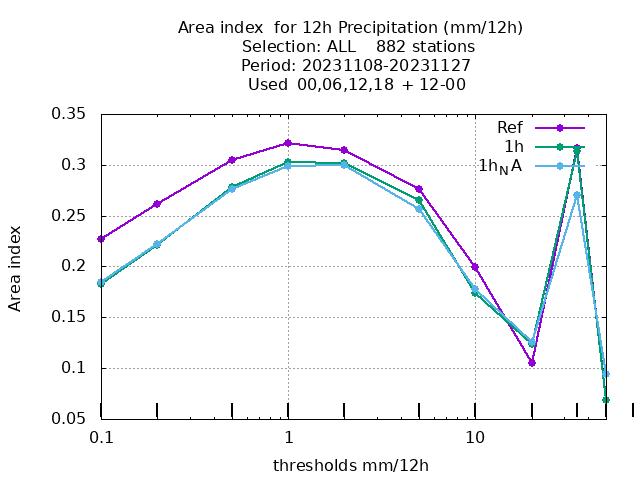 Area index  for 12h Precipitation (mm/12h)
Selection: ALL    882 stations
Period: 20231108-20231127
Used  00,06,12,18  + 12-00
0.35
0.3
0.25
0.2
0.15
0.1
0.05
Area index
Ref
1h
1h_NA
0.1
1
10
thresholds mm/12h